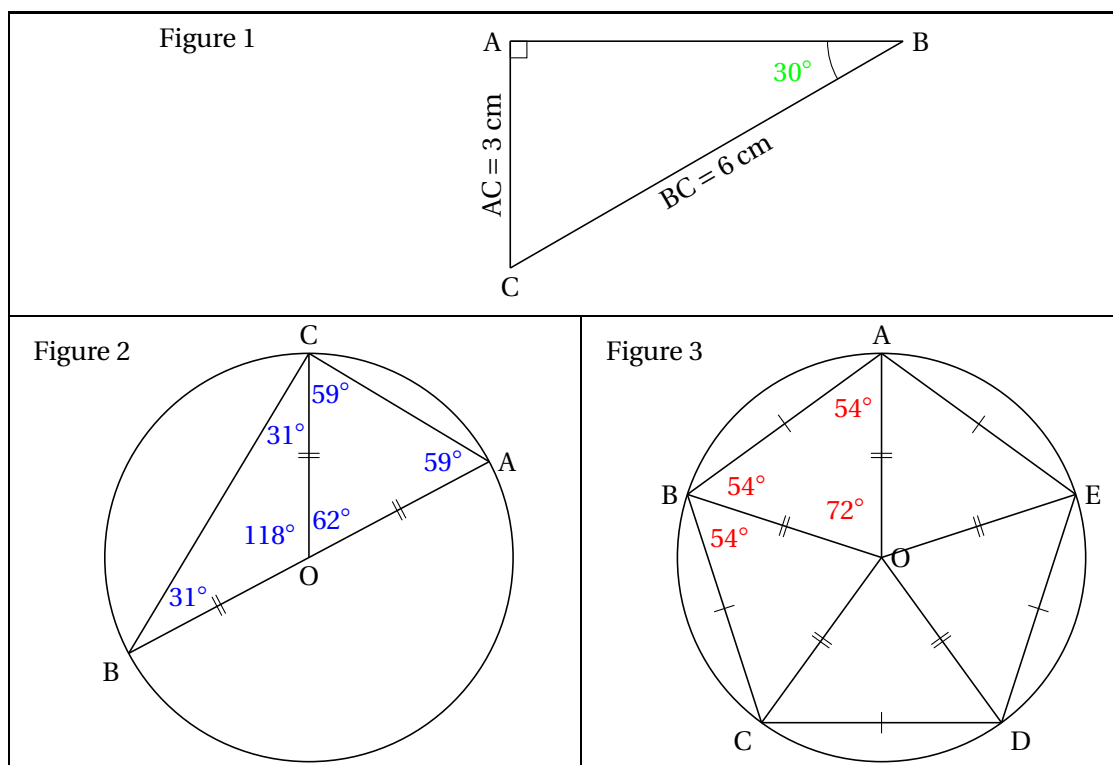 Figure 1
A
B
30°
AC = 3 cm
BC = 6 cm
C
Figure 2
C
59°
31°
59°
A
118°
62°
O
31°
B
Figure 3
A
54°
B
54°
E
72°
54°
O
C
D